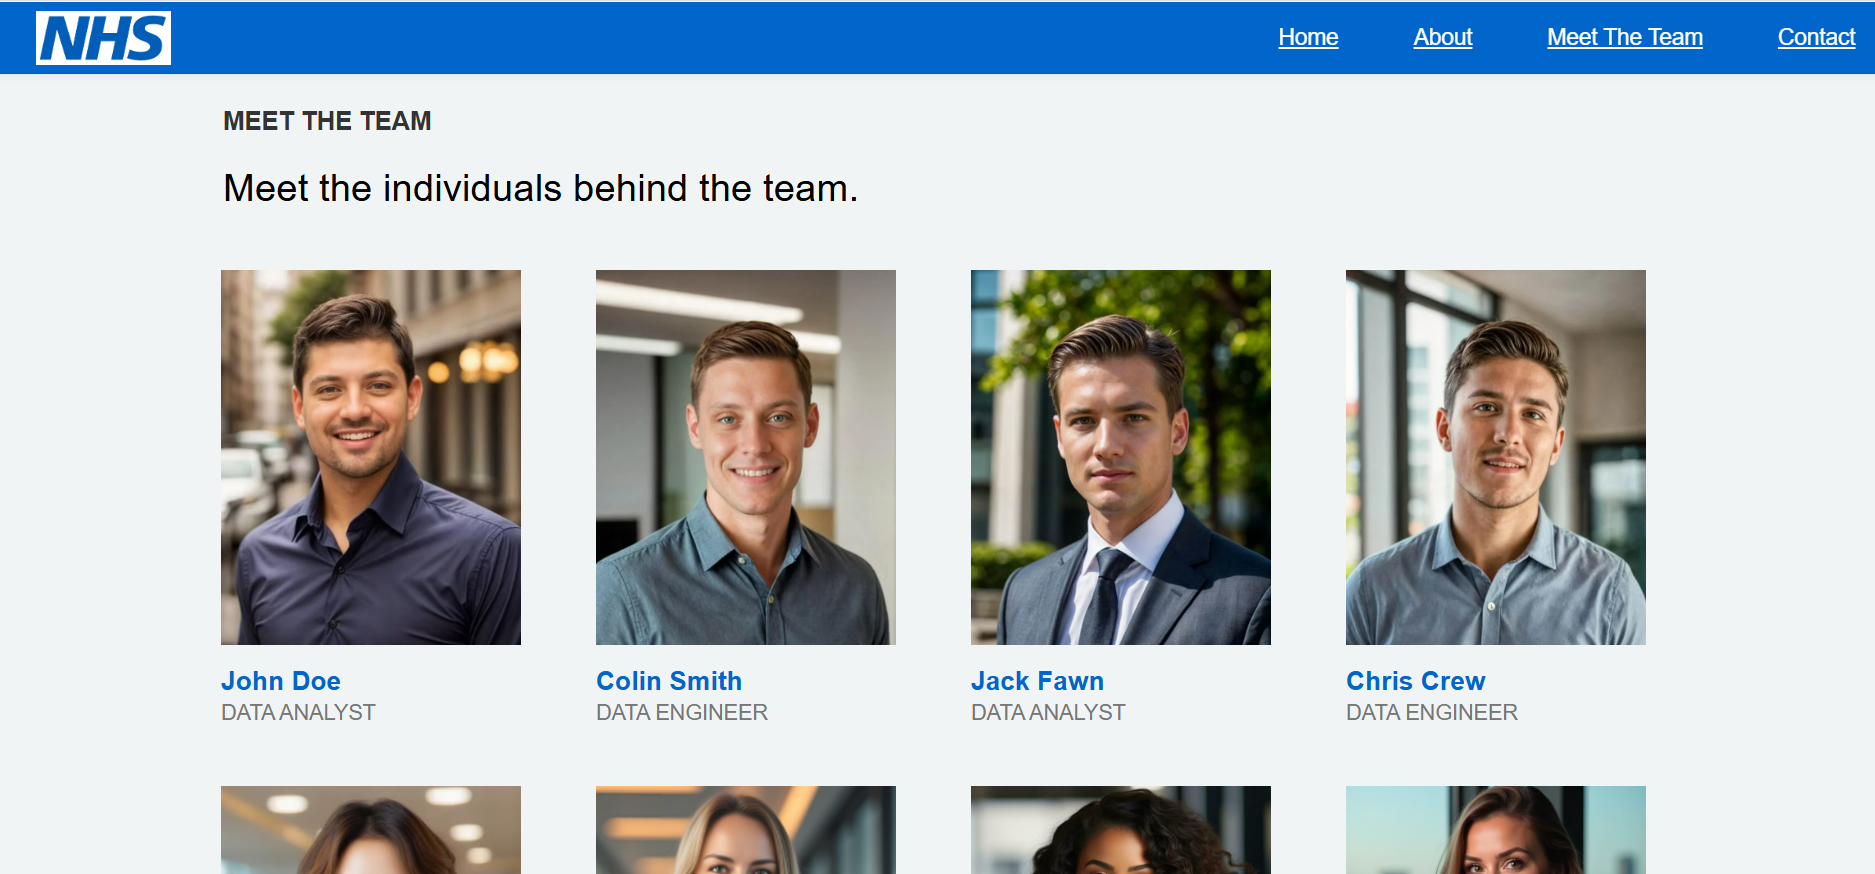 NHS
Home About Meet The Team Contact
MEET THE TEAM
Meet the individuals behind the team.
John Doe
DATA ANALYST
Colin Smith
DATA ENGINEER
Jack Fawn
DATA ANALYST
Chris Crew
DATA ENGINEER